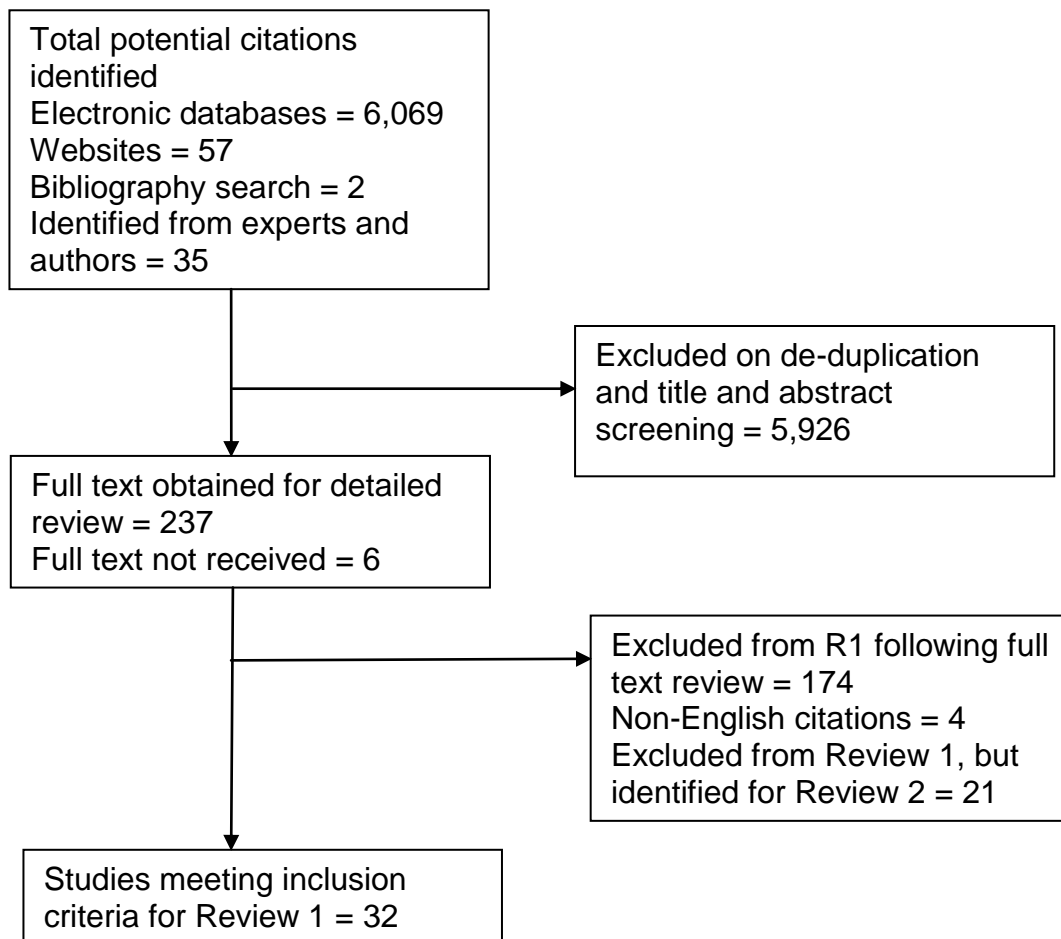 Total potential citations
identified
Electronic databases = 6,069
Websites = 57
Bibliography search = 2
Identified from experts and
authors = 35
Excluded on de-duplication
and title and abstract
screening = 5,926
Full text obtained for detailed
review = 237
Full text not received = 6
Excluded from R1 following full
text review = 174
Non-English citations = 4
Excluded from Review 1, but
identified for Review 2 = 21
Studies meeting inclusion
criteria for Review 1 = 32